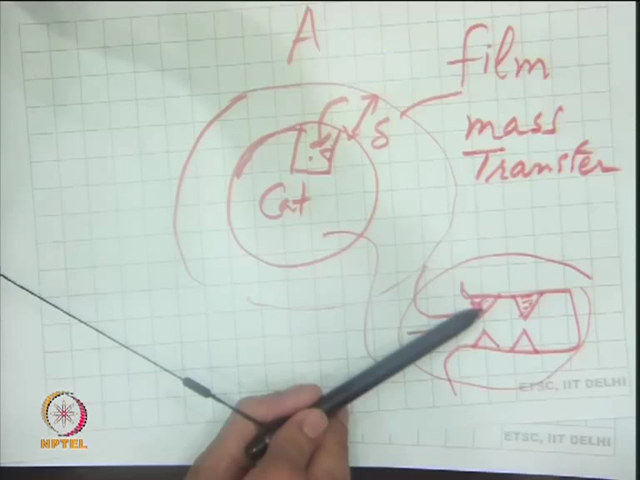 A
film
mass
Transfer
δ
Cat
ETSC, IIT DELHI
ETSC, IIT DELHI
NPTEL